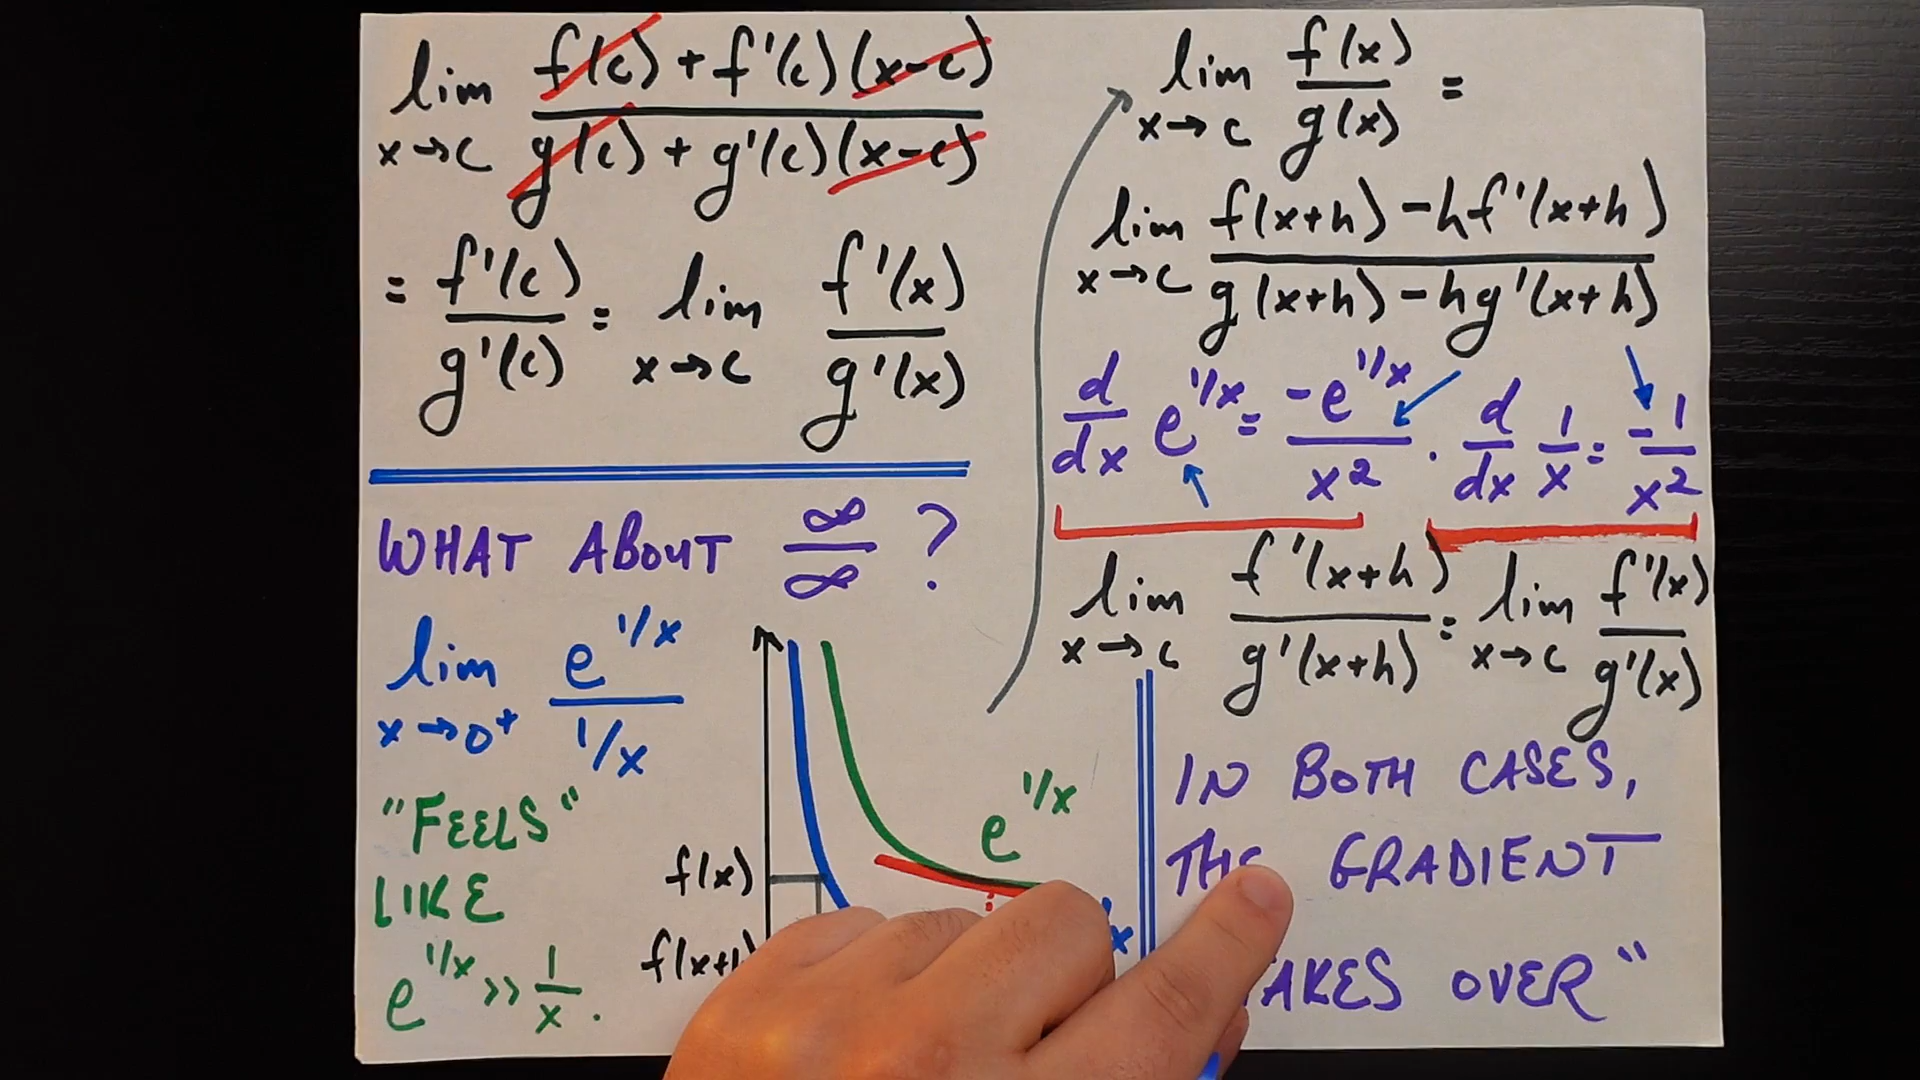 lim x→c (f(c) + f'(c)(x-c)) / (g(c) + g'(c)(x-c))
= f'(c) / g'(c) = lim x→c f'(x) / g'(x)
WHAT ABOUT ∞/∞ ?
lim x→0⁺ e^1/x / 1/x
"FEELS"
LIKE
e^1/x >> 1/x .
e^1/x
f(x)
lim x→c f(x) / g(x) =
lim x→c (f(x+h) - hf'(x+h)) / (g(x+h) - hg'(x+h))
d/dx e^1/x = -e^1/x / x² . d/dx 1/x = -1/x²
lim x→c f'(x+h) / g'(x+h) = lim x→c f'(x) / g'(x)
IN BOTH CASES,
GRADIENT
OVER"